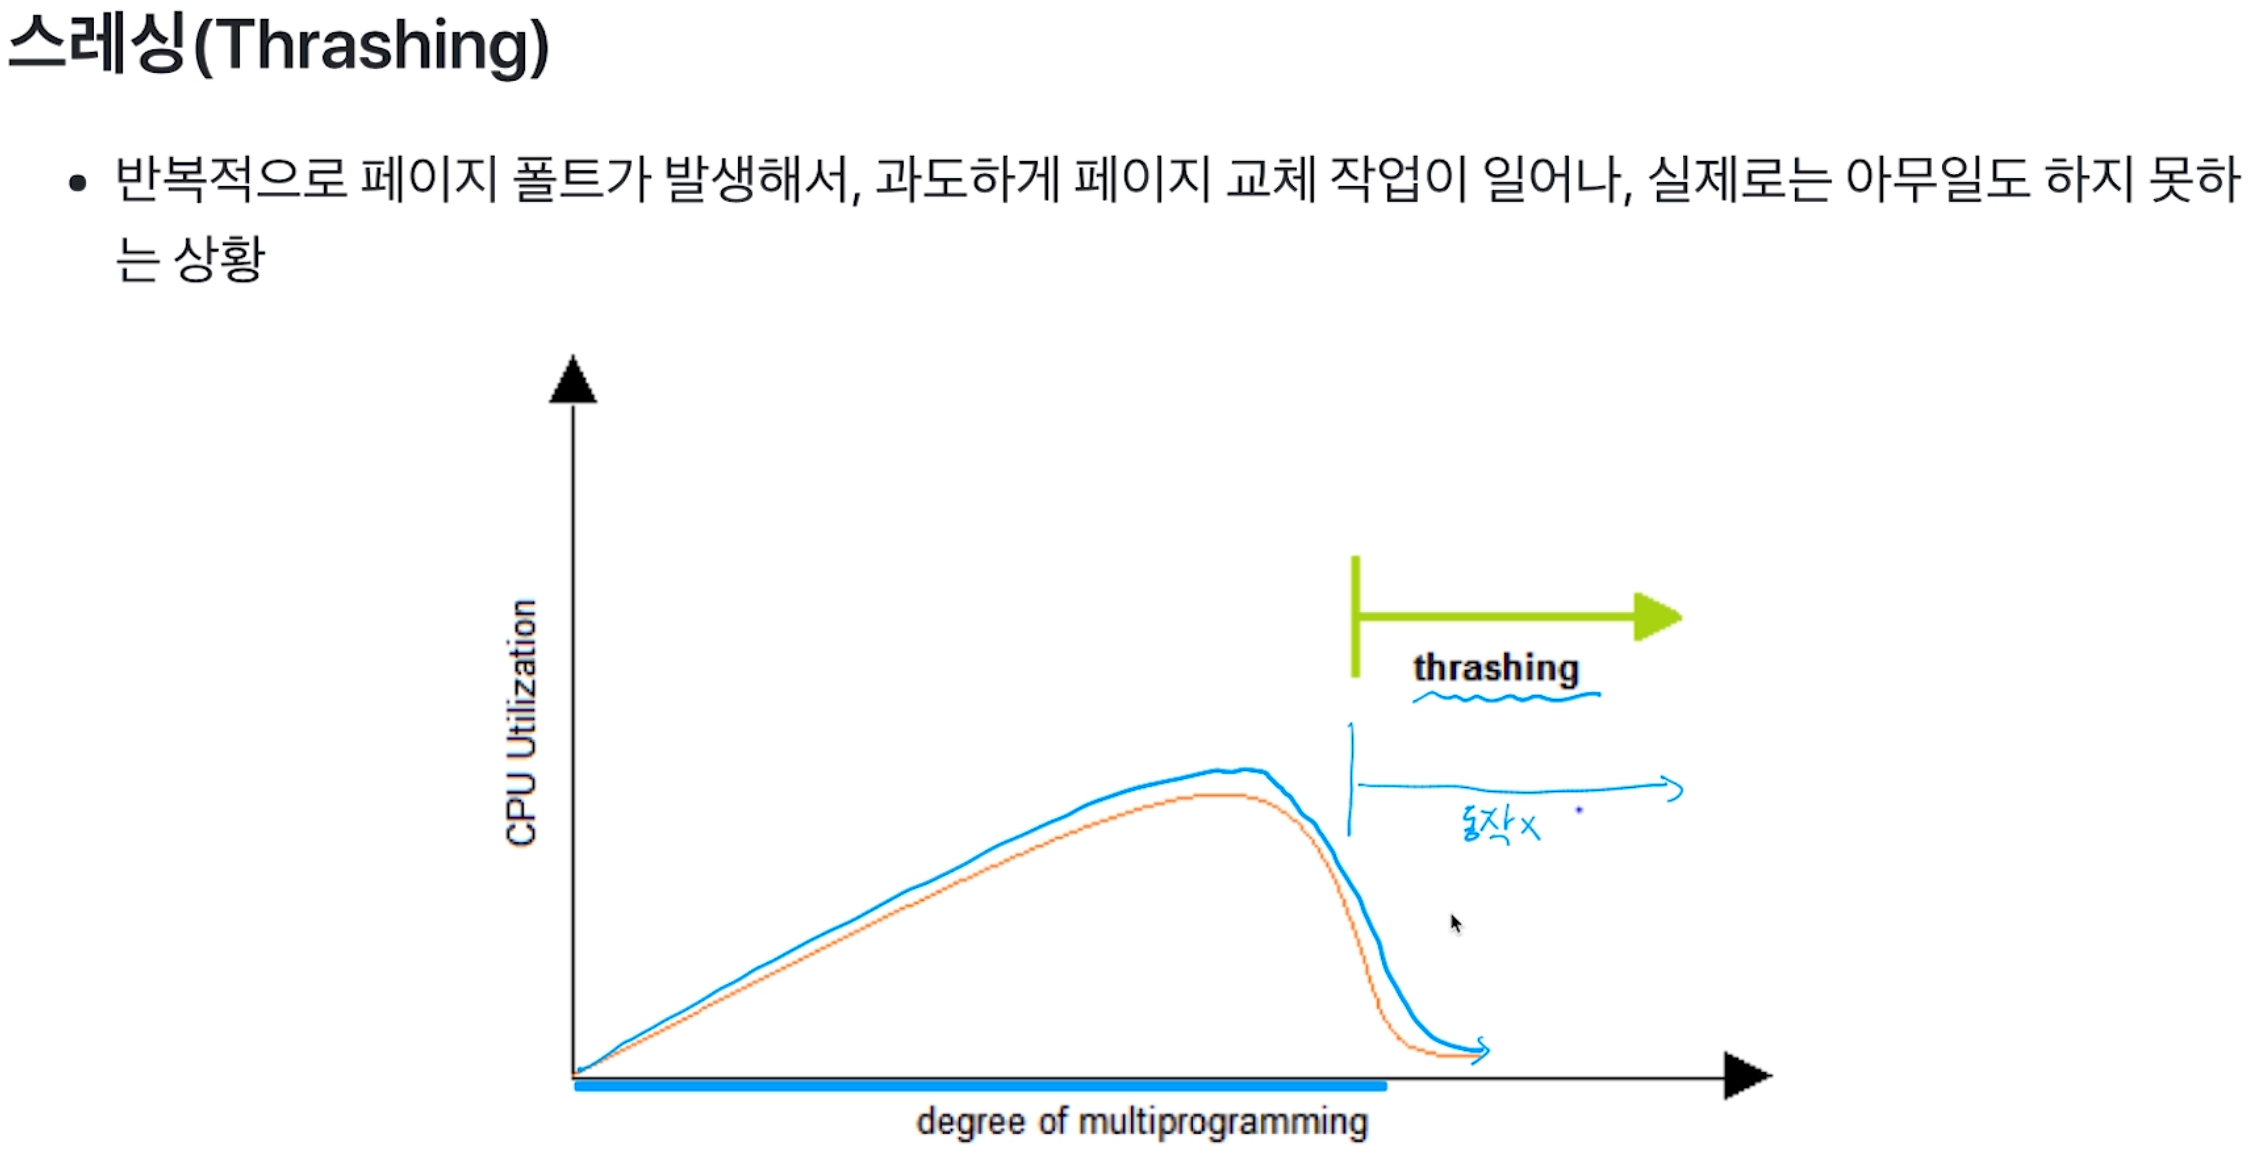 스레싱(Thrashing)
• 반복적으로 페이지 폴트가 발생해서, 과도하게 페이지 교체 작업이 일어나, 실제로는 아무일도 하지 못하
는 상황
CPU Utilization
thrashing
동작 x
degree of multiprogramming